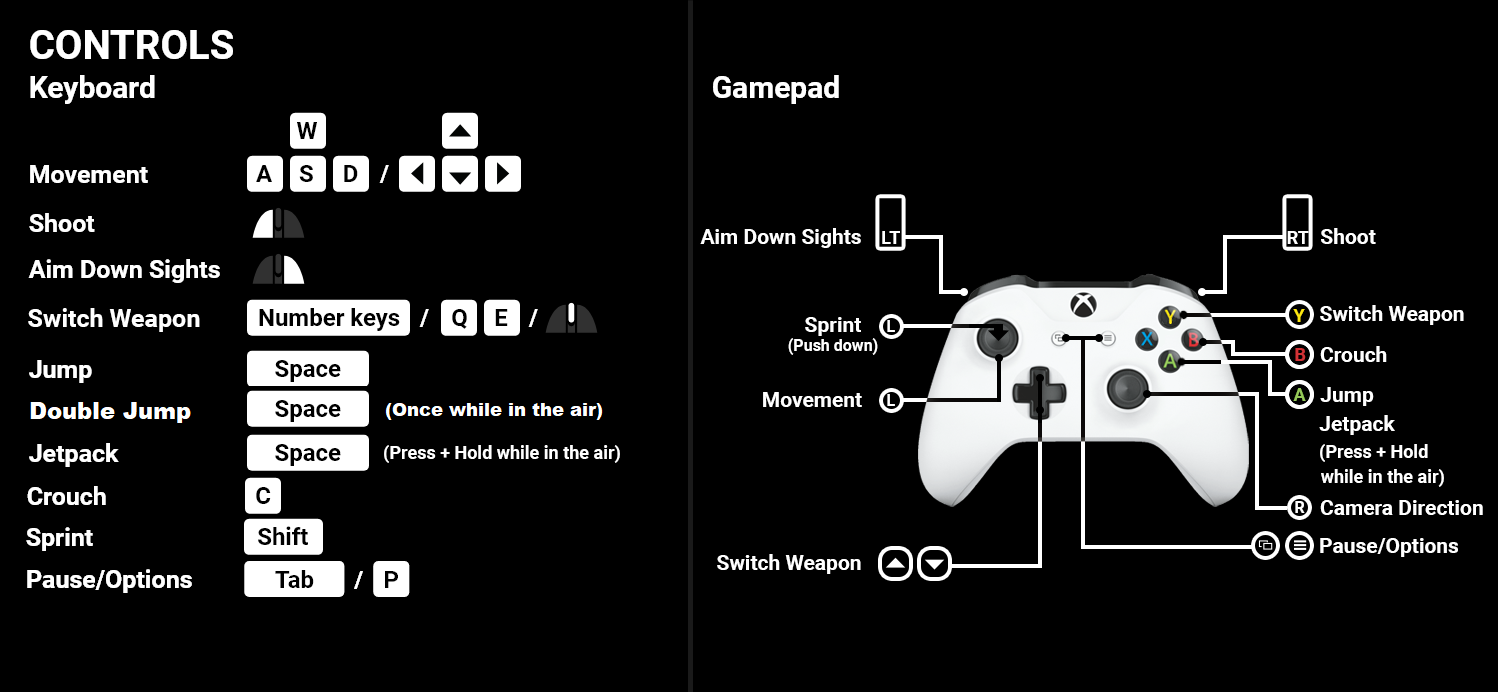 CONTROLS
Keyboard
W
Movement A S D /
Shoot
Aim Down Sights
Switch Weapon Number keys / Q E /
Jump Space
Double Jump Space (Once while in the air)
Jetpack Space (Press + Hold while in the air)
Crouch C
Sprint Shift
Pause/Options Tab / P
Gamepad
Aim Down Sights LT
RT Shoot
Sprint L
(Push down)
Movement L
Switch Weapon
Y
X B
A
Y Switch Weapon
B Crouch
A Jump
Jetpack
(Press + Hold
while in the air)
R Camera Direction
Pause/Options